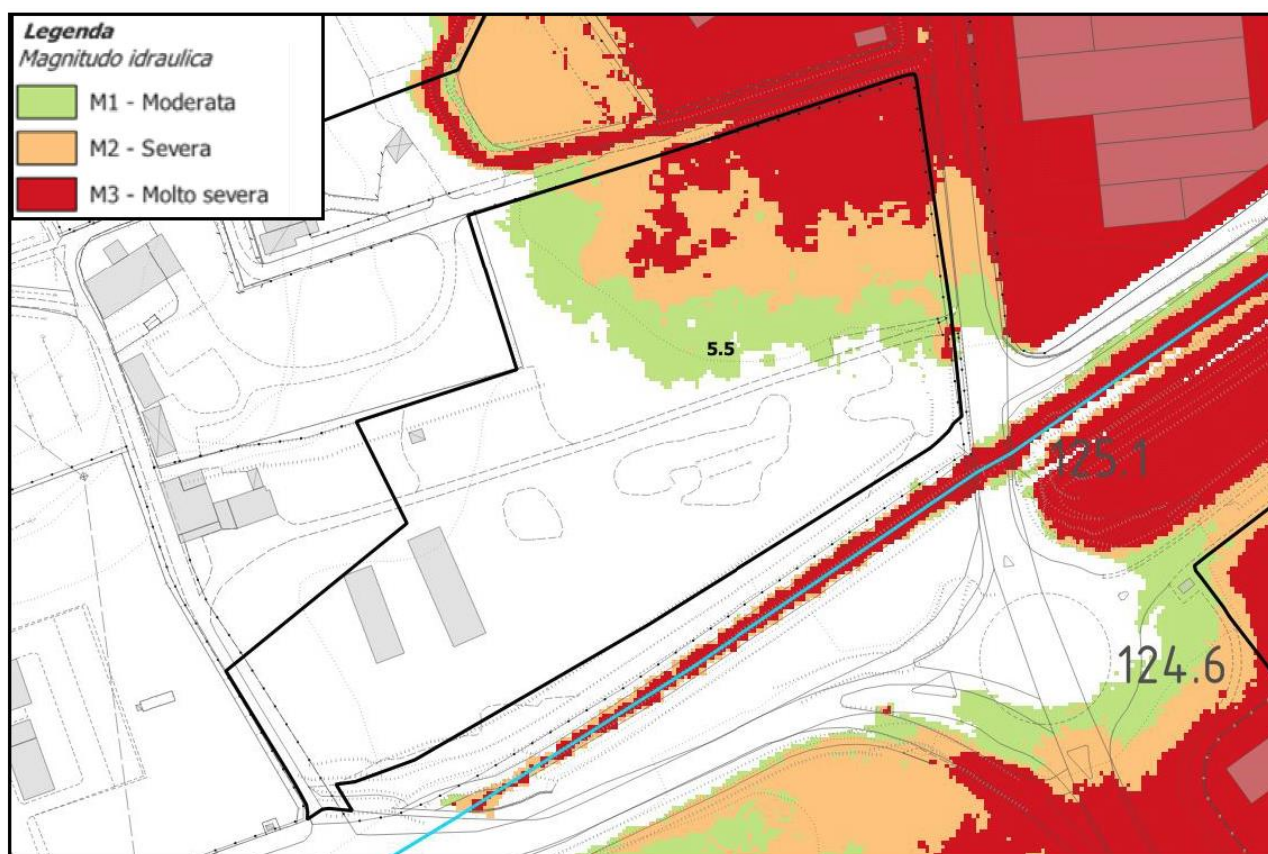 Legenda
Magnitudo idraulica
M1 - Moderata
M2 - Severa
M3 - Molto severa
5.5
125.1
124.6